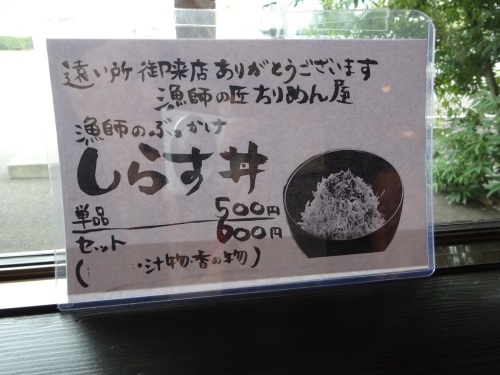 遠い所 御来店ありがとうございます
漁師の匠ちりめん屋
漁師のぶっかけ
しらす丼
単品 500円
セット 600円
( ・汁物・香の物)